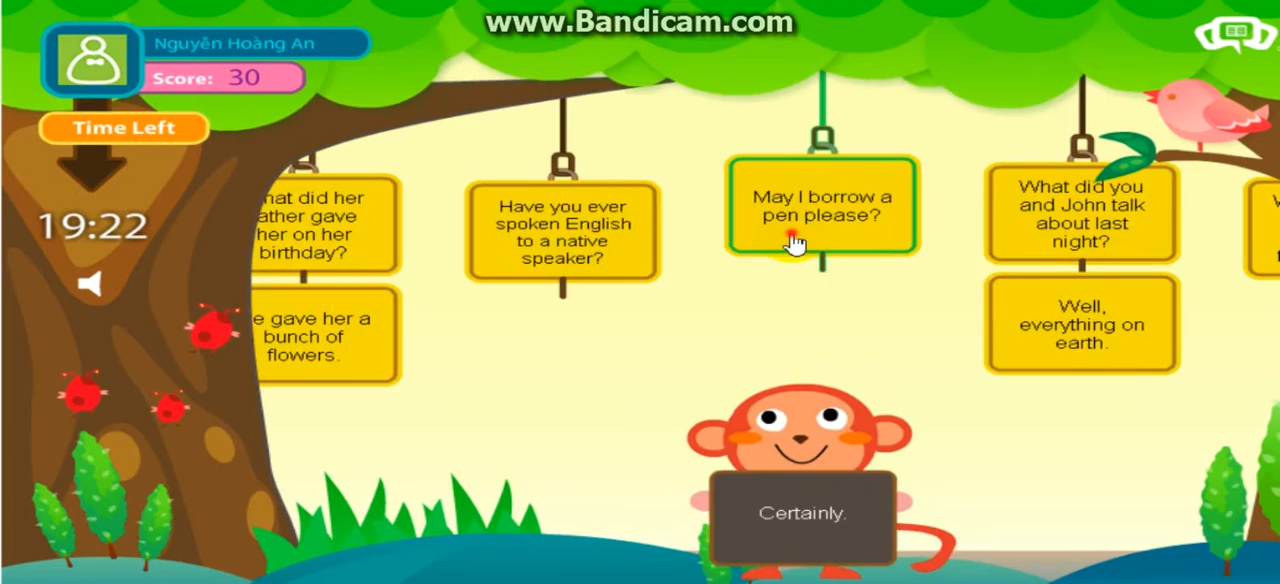 www.Bandicam.com
Nguyễn Hoàng An
Score: 30
Time Left
19:22
hat did her
ather gave
her on her
birthday?
e gave her a
bunch of
flowers.
Have you ever
spoken English
to a native
speaker?
May I borrow a
pen please?
What did you
and John talk
about last
night?
Well,
everything on
earth.
Certainly.